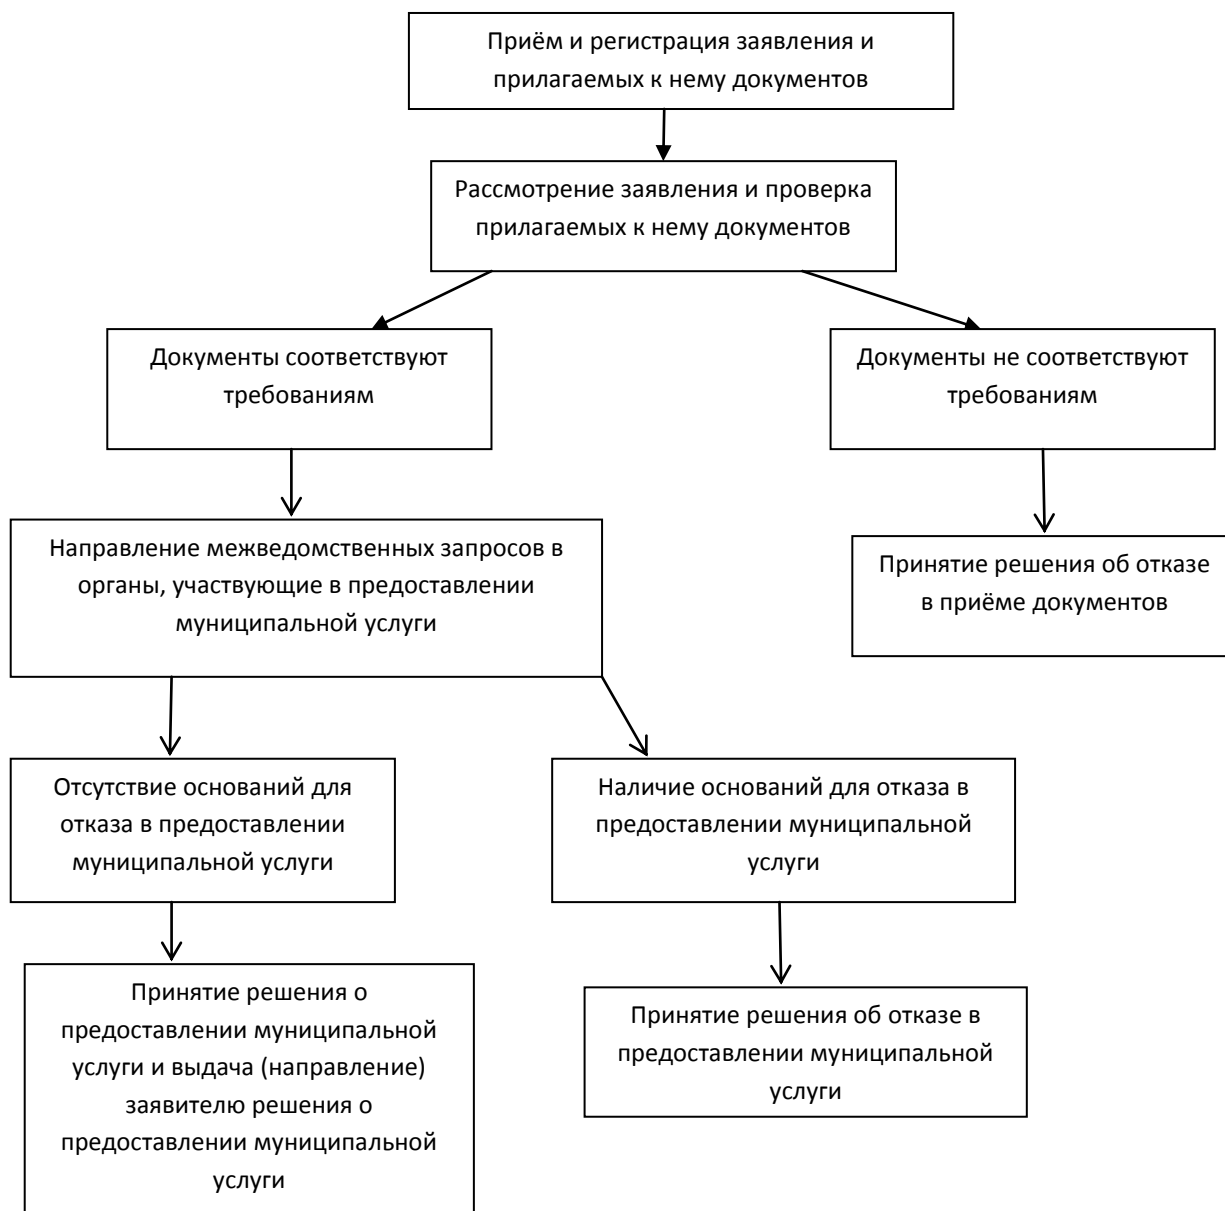 Приём и регистрация заявления и
прилагаемых к нему документов
Рассмотрение заявления и проверка
прилагаемых к нему документов
Документы соответствуют
требованиям
Документы не соответствуют
требованиям
Направление межведомственных запросов в
органы, участвующие в предоставлении
муниципальной услуги
Принятие решения об отказе
в приёме документов
Отсутствие оснований для
отказа в предоставлении
муниципальной услуги
Наличие оснований для отказа в
предоставлении муниципальной
услуги
Принятие решения о
предоставлении муниципальной
услуги и выдача (направление)
заявителю решения о
предоставлении муниципальной
услуги
Принятие решения об отказе в
предоставлении муниципальной
услуги